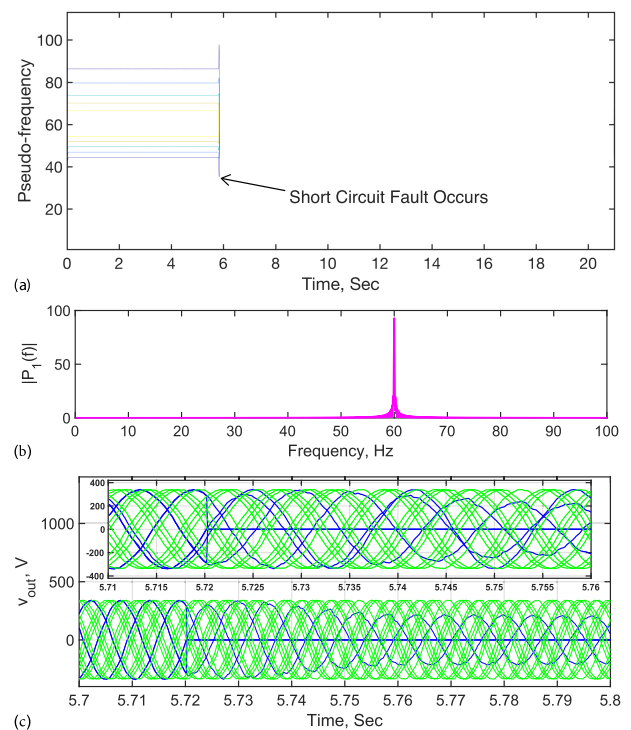 100
80
60
40
20
Pseudo-frequency
Short Circuit Fault Occurs
0 2 4 6 8 10 12 14 16 18 20
Time, Sec
(a)
100
50
0
|P1(f)|
0 10 20 30 40 50 60 70 80 90 100
Frequency, Hz
(b)
400
200
0
-200
-400
5.71 5.715 5.72 5.725 5.73 5.735 5.74 5.745 5.75 5.755 5.76
1000
500
0
vout, V
5.7 5.71 5.72 5.73 5.74 5.75 5.76 5.77 5.78 5.79 5.8
Time, Sec
(c)